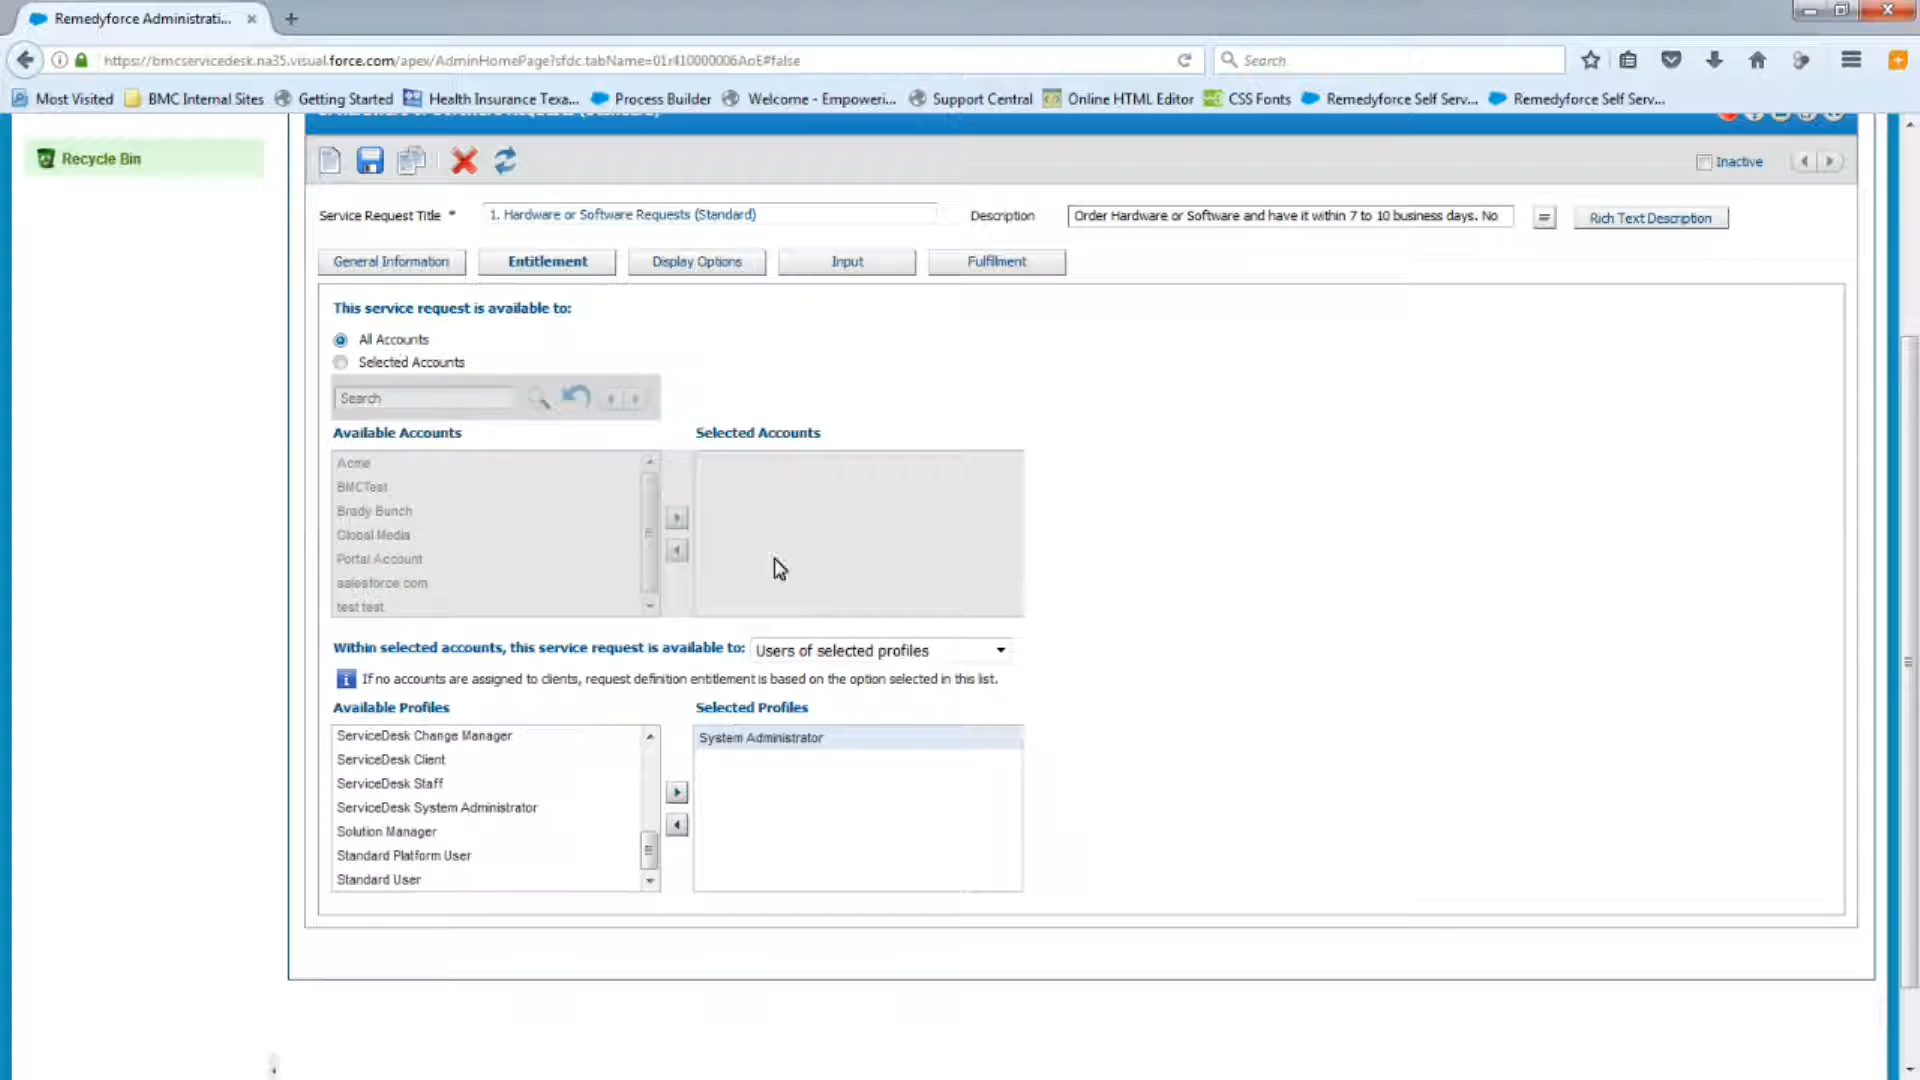 Remedyforce Administrati...
https://bmcservicedesk.na35.visual.force.com/apex/AdminHomePage?sfdc.tabName=01r410000006AoE#false
Search
Most Visited
BMC Internal Sites
Getting Started
Health Insurance Texa...
Process Builder
Welcome - Empoweri...
Support Central
Online HTML Editor
CSS Fonts
Remedyforce Self Serv...
Remedyforce Self Serv...
Recycle Bin
Inactive
Service Request Title *
1. Hardware or Software Requests (Standard)
Description
Order Hardware or Software and have it within 7 to 10 business days. No
Rich Text Description
General Information
Entitlement
Display Options
Input
Fulfillment
This service request is available to:
All Accounts
Selected Accounts
Search
Available Accounts
Selected Accounts
Acme
BMCTest
Brady Bunch
Global Media
Portal Account
salesforce.com
test test
Within selected accounts, this service request is available to:
Users of selected profiles
If no accounts are assigned to clients, request definition entitlement is based on the option selected in this list.
Available Profiles
Selected Profiles
ServiceDesk Change Manager
ServiceDesk Client
ServiceDesk Staff
ServiceDesk System Administrator
Solution Manager
Standard Platform User
Standard User
System Administrator